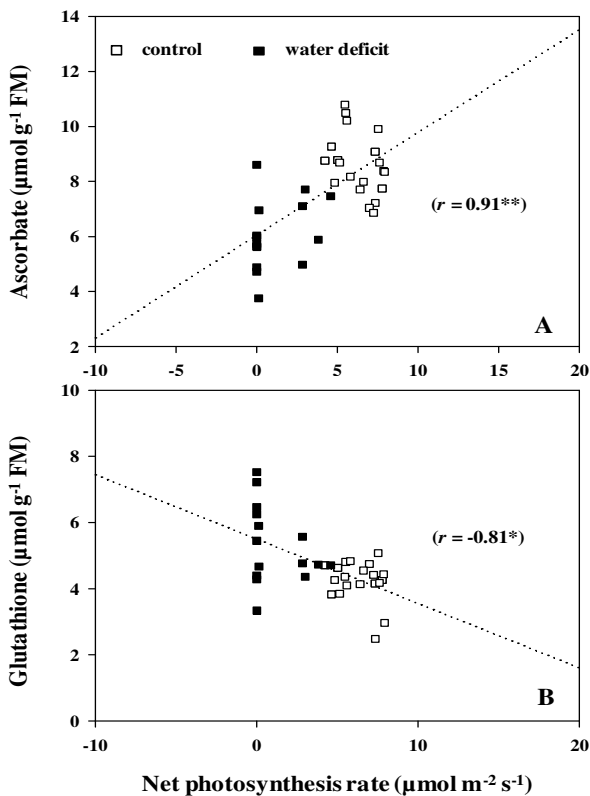 14
12
10
8
6
4
2
Ascorbate (µmol g⁻¹ FM)
control
water deficit
(r = 0.91**)
A
-10 -5 0 5 10 15 20
10
8
6
4
2
0
Glutathione (µmol g⁻¹ FM)
(r = -0.81*)
B
-10 0 10 20
Net photosynthesis rate (µmol m⁻² s⁻¹)